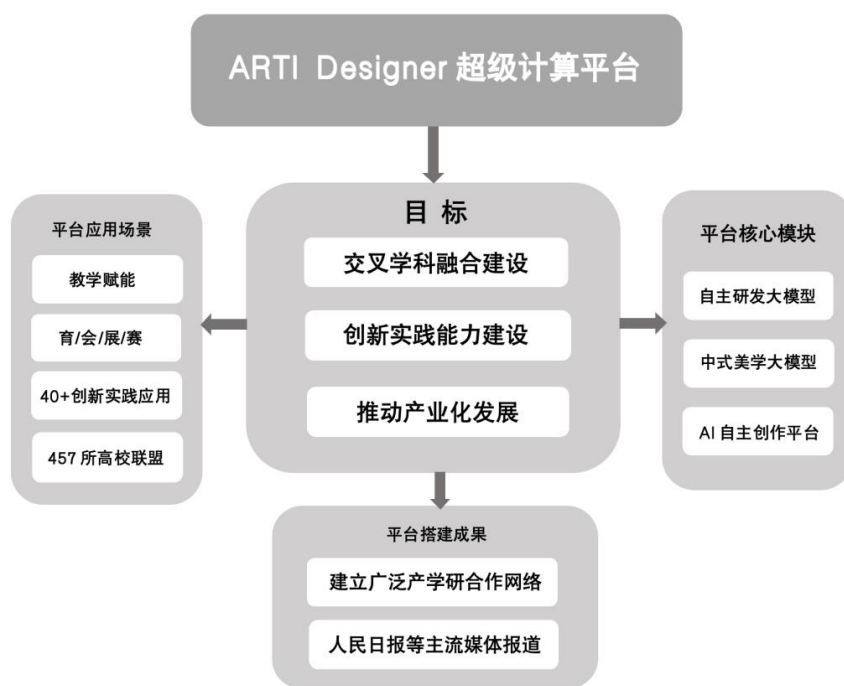 ARTI Designer 超级计算平台
目 标
交叉学科融合建设
创新实践能力建设
推动产业化发展
平台应用场景
教学赋能
育/会/展/赛
40+创新实践应用
457 所高校联盟
平台核心模块
自主研发大模型
中式美学大模型
AI 自主创作平台
平台搭建成果
建立广泛产学研合作网络
人民日报等主流媒体报道